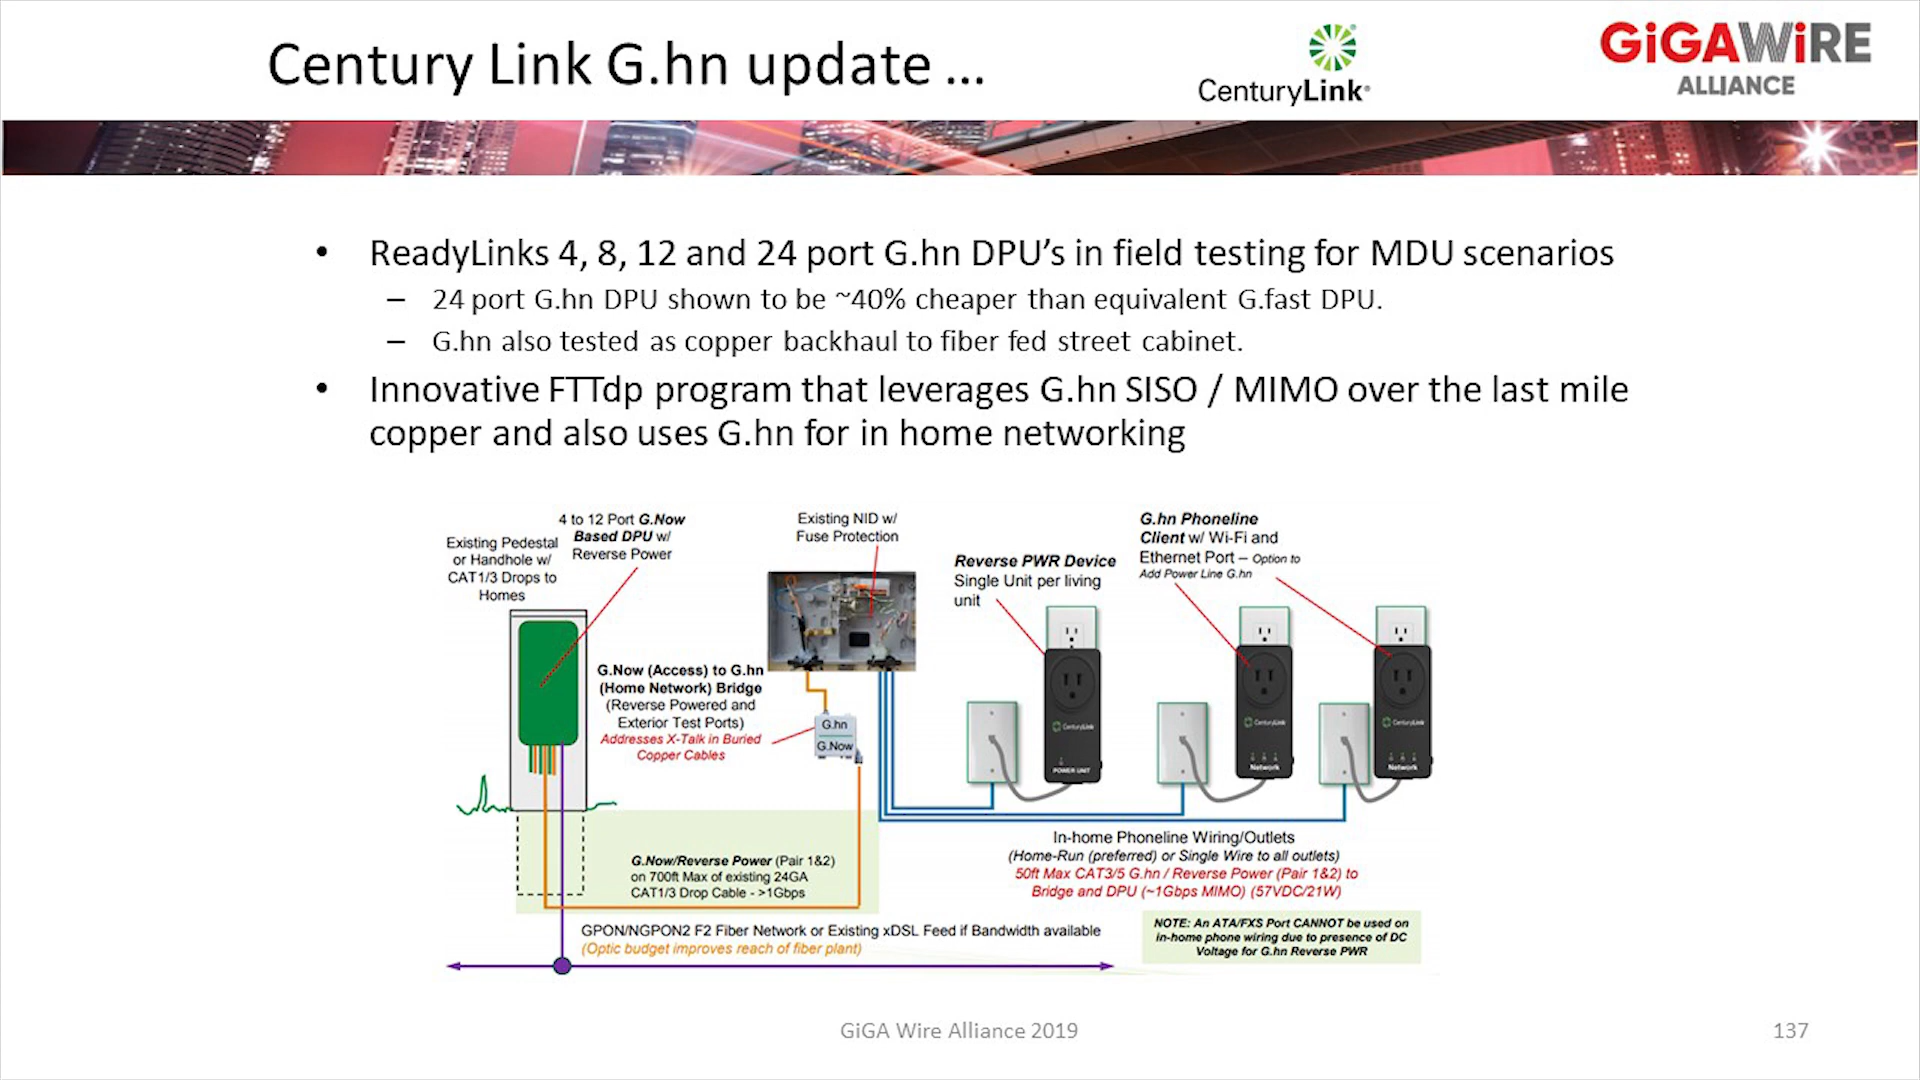 Century Link G.hn update ...
CenturyLink
GiGAWiRE
ALLIANCE
• ReadyLinks 4, 8, 12 and 24 port G.hn DPU’s in field testing for MDU scenarios
– 24 port G.hn DPU shown to be ~40% cheaper than equivalent G.fast DPU.
– G.hn also tested as copper backhaul to fiber fed street cabinet.
• Innovative FTTdp program that leverages G.hn SISO / MIMO over the last mile
copper and also uses G.hn for in home networking
Existing Pedestal
or Handhole w/
CAT1/3 Drops to
Homes
4 to 12 Port G.Now
Based DPU w/
Reverse Power
Existing NID w/
Fuse Protection
Reverse PWR Device
Single Unit per living
unit
G.hn Phoneline
Client w/ Wi-Fi and
Ethernet Port – Option to
Add Power Line G.hn
G.Now (Access) to G.hn
(Home Network) Bridge
(Reverse Powered and
Exterior Test Ports)
Addresses X-Talk in Buried
Copper Cables
G.hn
G.Now
CenturyLink
POWER UNIT
CenturyLink
Network
CenturyLink
Network
In-home Phoneline Wiring/Outlets
(Home-Run (preferred) or Single Wire to all outlets)
50ft Max CAT3/5 G.hn / Reverse Power (Pair 1&2) to
Bridge and DPU (~1Gbps MIMO) (57VDC/21W)
G.Now/Reverse Power (Pair 1&2)
on 700ft Max of existing 24GA
CAT1/3 Drop Cable - >1Gbps
GPON/NGPON2 F2 Fiber Network or Existing xDSL Feed if Bandwidth available
(Optic budget improves reach of fiber plant)
NOTE: An ATA/FXS Port CANNOT be used on
in-home phone wiring due to presence of DC
Voltage for G.hn Reverse PWR
GiGA Wire Alliance 2019
137